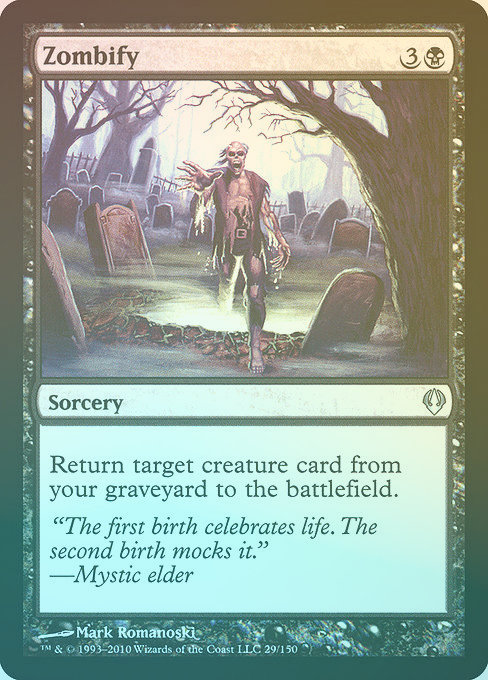 Zombify 3
Sorcery
Return target creature card from
your graveyard to the battlefield.
“The first birth celebrates life. The
second birth mocks it.”
—Mystic elder
Mark Romanoski
™ & © 1993–2010 Wizards of the Coast LLC 29/150